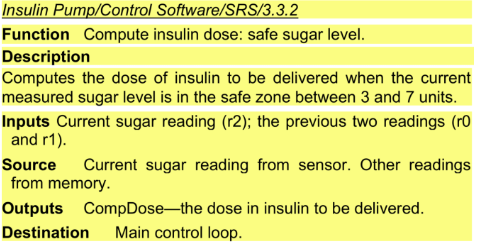 Insulin Pump/Control Software/SRS/3.3.2
Function Compute insulin dose: safe sugar level.
Description
Computes the dose of insulin to be delivered when the current
measured sugar level is in the safe zone between 3 and 7 units.
Inputs Current sugar reading (r2); the previous two readings (r0
and r1).
Source Current sugar reading from sensor. Other readings
from memory.
Outputs CompDose—the dose in insulin to be delivered.
Destination Main control loop.